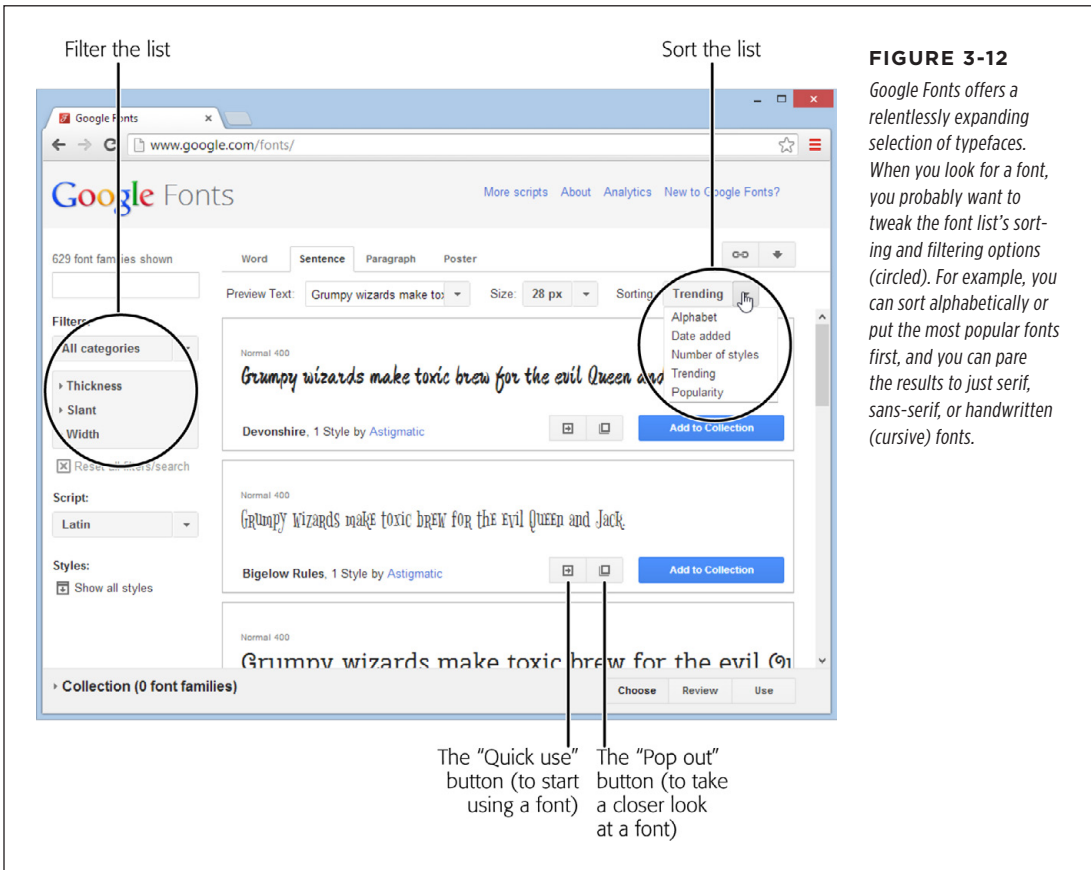 Filter the list
Sort the list
Google Fonts
www.google.com/fonts/
Google Fonts
More scripts About Analytics New to Google Fonts?
629 font families shown
Word Sentence Paragraph Poster
Preview Text: Grumpy wizards make to Size: 28 px Sorting: Trending
Alphabet
Date added
Number of styles
Trending
Popularity
Filters:
All categories
Thickness
Slant
Width
Reset all filters/search
Script:
Latin
Styles:
Show all styles
Normal 400
Grumpy wizards make toxic brew for the evil Queen and
Devonshire, 1 Style by Astigmatic
Add to Collection
Normal 400
Grumpy Wizards make toxic brew for the evil Queen and Jack.
Bigelow Rules, 1 Style by Astigmatic
Add to Collection
Normal 400
Grumpy wizards make toxic brew for the evil Qu
Collection (0 font families)
Choose Review Use
The “Quick use”
button (to start
using a font)
The “Pop out”
button (to take
a closer look
at a font)
FIGURE 3-12
Google Fonts offers a
relentlessly expanding
selection of typefaces.
When you look for a font,
you probably want to
tweak the font list’s sort-
ing and filtering options
(circled). For example, you
can sort alphabetically or
put the most popular fonts
first, and you can pare
the results to just serif,
sans-serif, or handwritten
(cursive) fonts.